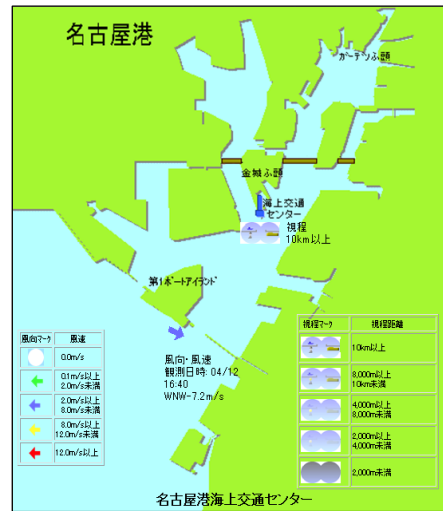 名古屋港
ガーデンふ頭
金城ふ頭
海上交通
センター
視程
10km以上
第1ポートアイランド
風向・風速
観測日時: 04/12
16:40
WNW-7.2m/s
風向マーク 風速
0.0m/s
0.1m/s以上
2.0m/s未満
2.0m/s以上
8.0m/s未満
8.0m/s以上
12.0m/s未満
12.0m/s以上
視程マーク 視程距離
10km以上
8,000m以上
10km未満
4,000m以上
8,000m未満
2,000m以上
4,000m未満
2,000m未満
名古屋港海上交通センター